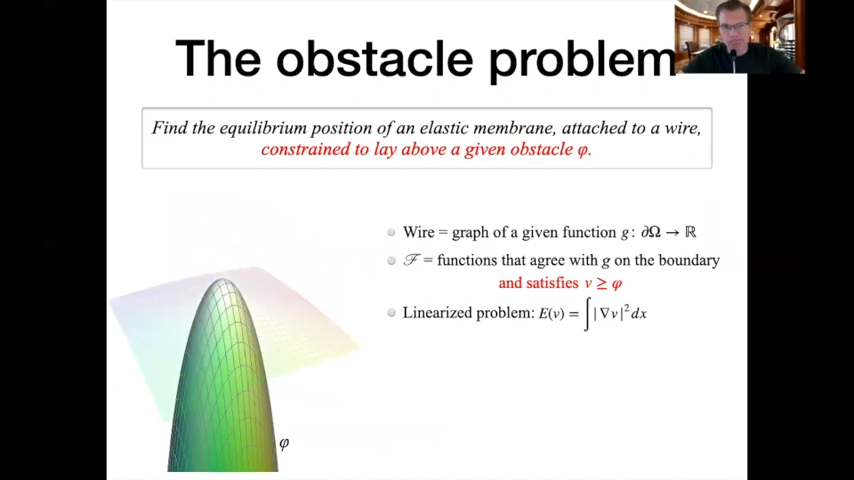 The obstacle problem
Find the equilibrium position of an elastic membrane, attached to a wire,
constrained to lay above a given obstacle φ.
Wire = graph of a given function g: ∂Ω → ℝ
ℱ = functions that agree with g on the boundary
and satisfies v ≥ φ
Linearized problem: E(v) = ∫|∇v|² dx
φ